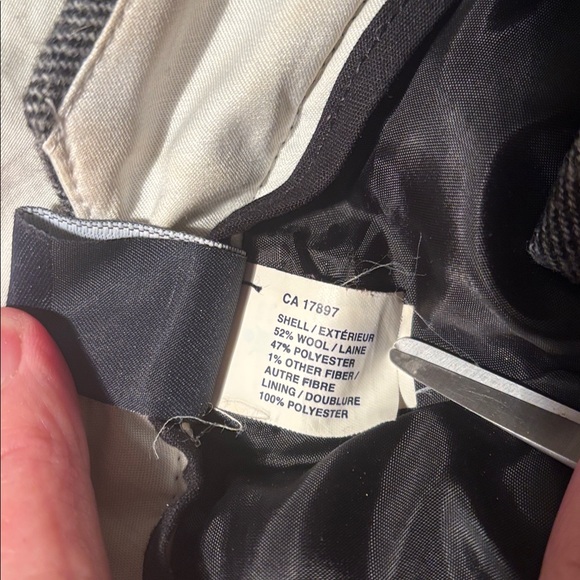 CA 17897
SHELL / EXTÉRIEUR
52% WOOL / LAINE
47% POLYESTER
1% OTHER FIBER /
AUTRE FIBRE
LINING / DOUBLURE
100% POLYESTER